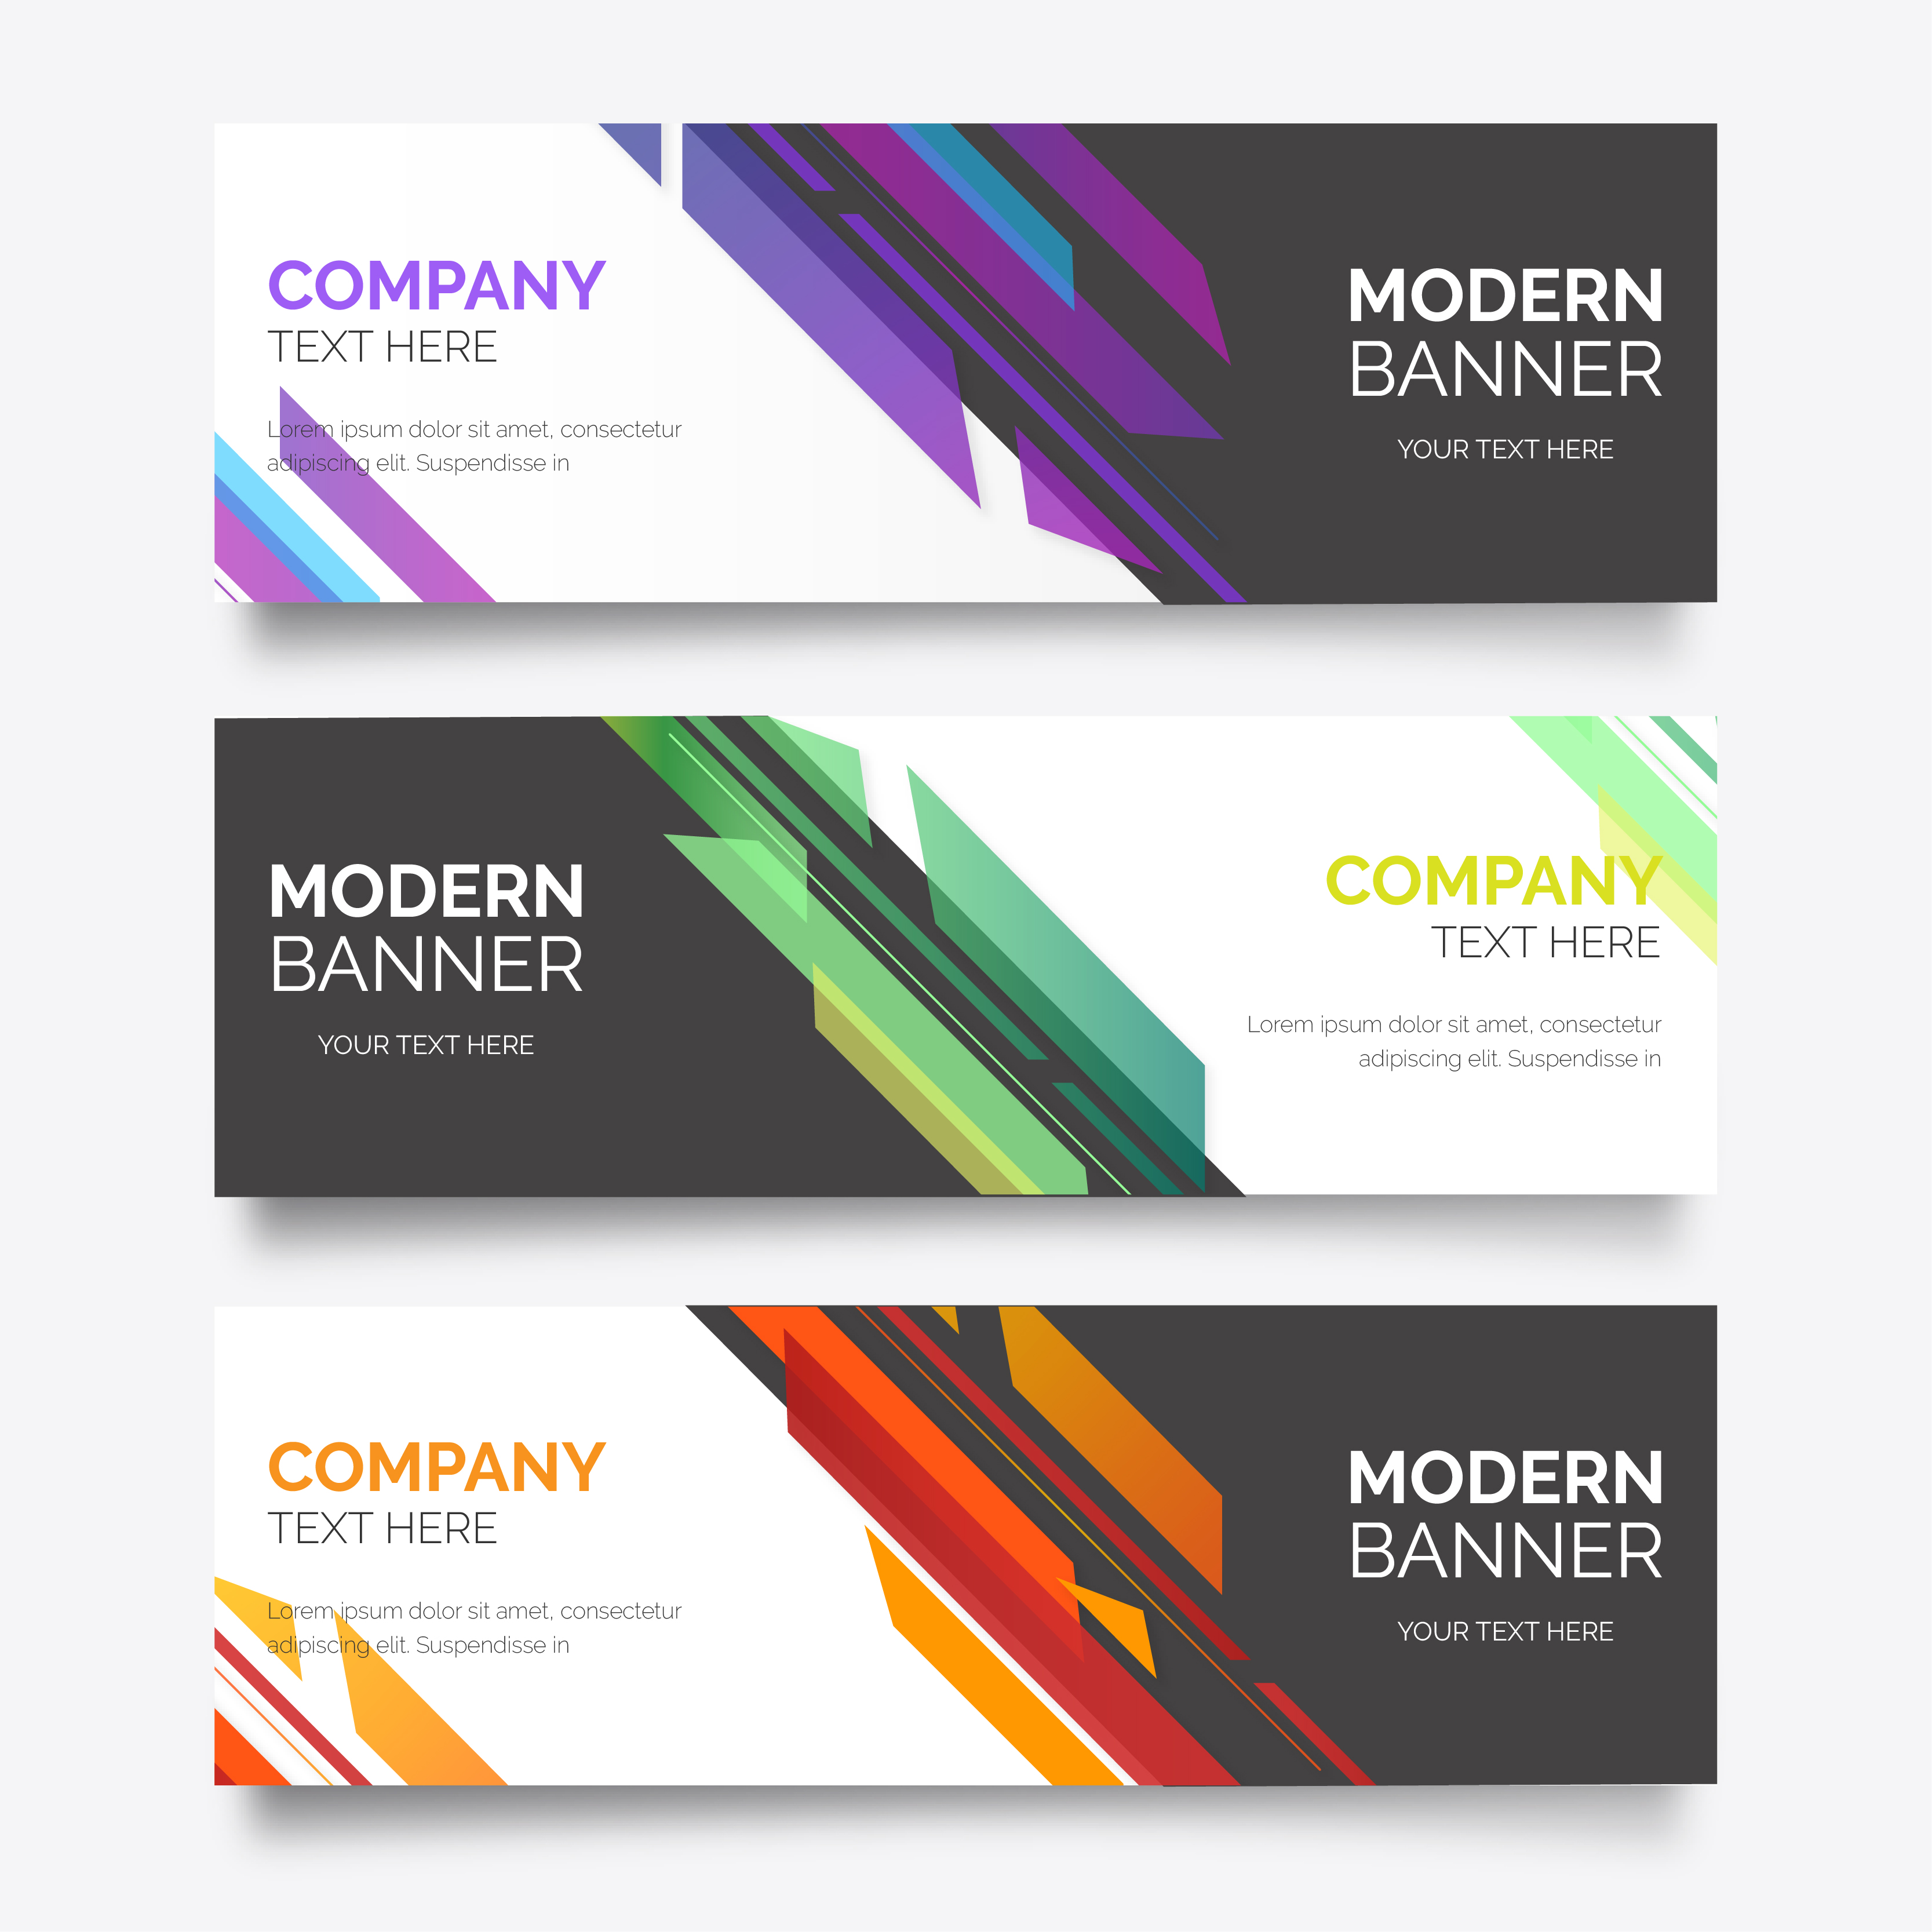 COMPANY
TEXT HERE
Lorem ipsum dolor sit amet, consectetur
adipiscing elit. Suspendisse in
MODERN
BANNER
YOUR TEXT HERE
MODERN
BANNER
YOUR TEXT HERE
COMPANY
TEXT HERE
Lorem ipsum dolor sit amet, consectetur
adipiscing elit. Suspendisse in
COMPANY
TEXT HERE
Lorem ipsum dolor sit amet, consectetur
adipiscing elit. Suspendisse in
MODERN
BANNER
YOUR TEXT HERE